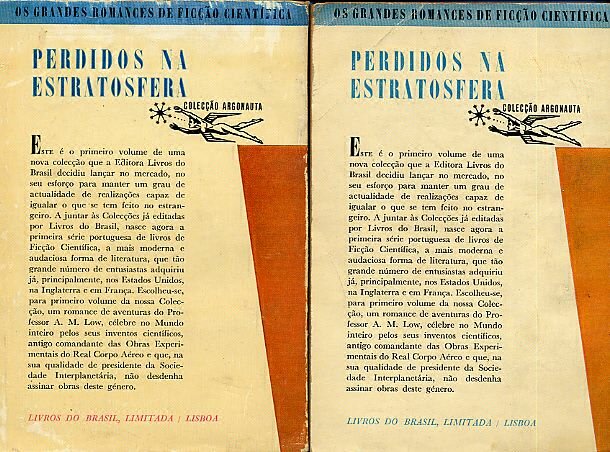 OS GRANDES ROMANCES DE FICÇÃO CIENTÍFICA
PERDIDOS NA
ESTRATOSFERA
COLECÇÃO ARGONAUTA
ESTE é o primeiro volume de uma
nova colecção que a Editora Livros do
Brasil decidiu lançar no mercado, no
seu esforço para manter um grau de
actualidade de realizações capaz de
igualar o que se tem feito no estran-
geiro. A juntar às Colecções já editadas
por Livros do Brasil, nasce agora a
primeira série portuguesa de livros de
Ficção Científica, a mais moderna e
audaciosa forma de literatura, que tão
grande número de entusiastas adquiriu
já, principalmente, nos Estados Unidos,
na Inglaterra e em França. Escolheu-se,
para primeiro volume da nossa Colec-
ção, um romance de aventuras do Pro-
fessor A. M. Low, célebre no Mundo
inteiro pelos seus inventos científicos,
antigo comandante das Obras Experi-
mentais do Real Corpo Aéreo e que, na
sua qualidade de presidente da Socie-
dade Interplanetária, não desdenha
assinar obras deste género.
LIVROS DO BRASIL, LIMITADA / LISBOA
OS GRANDES ROMANCES DE FICÇÃO CIENTÍFICA
PERDIDOS NA
ESTRATOSFERA
COLECÇÃO ARGONAUTA
ESTE é o primeiro volume de uma
nova colecção que a Editora Livros do
Brasil decidiu lançar no mercado, no
seu esforço para manter um grau de
actualidade de realizações capaz de
igualar o que se tem feito no estran-
geiro. A juntar às Colecções já editadas
por Livros do Brasil, nasce agora a
primeira série portuguesa de livros de
Ficção Científica, a mais moderna e
audaciosa forma de literatura, que tão
grande número de entusiastas adquiriu
já, principalmente, nos Estados Unidos,
na Inglaterra e em França. Escolheu-se,
para primeiro volume da nossa Colec-
ção, um romance de aventuras do Pro-
fessor A. M. Low, célebre no Mundo
inteiro pelos seus inventos científicos,
antigo comandante das Obras Experi-
mentais do Real Corpo Aéreo e que, na
sua qualidade de presidente da Socie-
dade Interplanetária, não desdenha
assinar obras deste género.
LIVROS DO BRASIL, LIMITADA / LISBOA